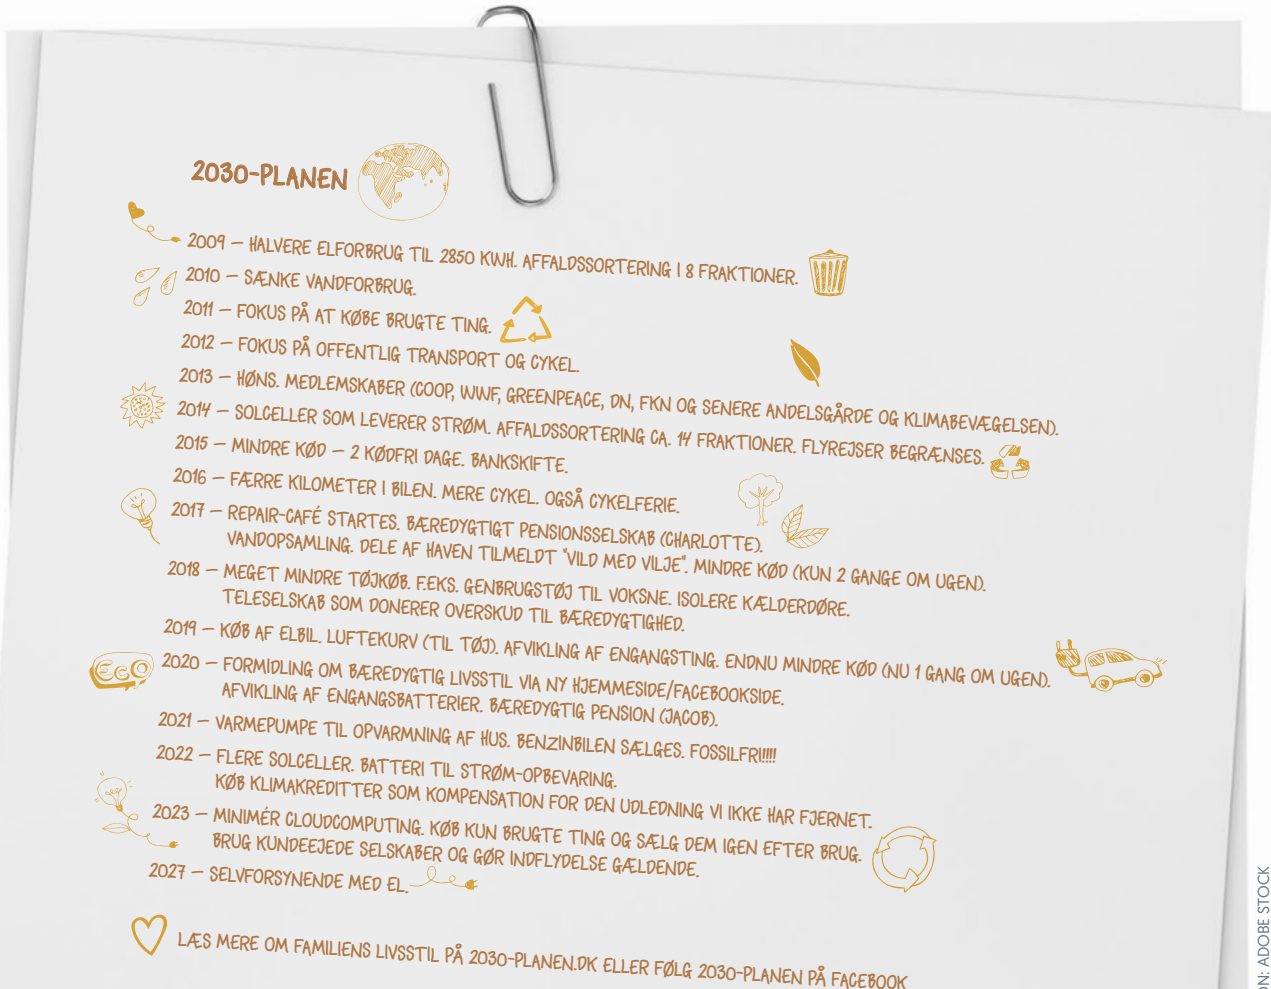 2030-PLANEN
2009 – HALVERE ELFORBRUG TIL 2850 KWH. AFFALDSSORTERING I 8 FRAKTIONER.
2010 – SÆNKE VANDFORBRUG.
2011 – FOKUS PÅ AT KØBE BRUGTE TING.
2012 – FOKUS PÅ OFFENTLIG TRANSPORT OG CYKEL.
2013 – HØNS. MEDLEMSKABER (COOP, WWF, GREENPEACE, DN, FKN OG SENERE ANDELSGÅRDE OG KLIMABEVÆGELSEN).
2014 – SOLCELLER SOM LEVERER STRØM. AFFALDSSORTERING CA. 14 FRAKTIONER. FLYREJSER BEGRÆNSES.
2015 – MINDRE KØD – 2 KØDFRI DAGE. BANKSKIFTE.
2016 – FÆRRE KILOMETER I BILEN. MERE CYKEL. OGSÅ CYKELFERIE.
2017 – REPAIR-CAFÉ STARTES. BÆREDYGTIGT PENSIONSSELSKAB (CHARLOTTE).
VANDOPSAMLING. DELE AF HAVEN TILMELDT "VILD MED VILJE". MINDRE KØD (KUN 2 GANGE OM UGEN).
2018 – MEGET MINDRE TØJKØB. F.EKS. GENBRUGSTØJ TIL VOKSNE. ISOLERE KÆLDERDØRE.
TELESELSKAB SOM DONERER OVERSKUD TIL BÆREDYGTIGHED.
2019 – KØB AF ELBIL. LUFTEKURV (TIL TØJ). AFVIKLING AF ENGANGSTING. ENDNU MINDRE KØD (NU 1 GANG OM UGEN).
ECO
2020 – FORMIDLING OM BÆREDYGTIG LIVSSTIL VIA NY HJEMMESIDE/FACEBOOKSIDE.
AFVIKLING AF ENGANGSBATTERIER. BÆREDYGTIG PENSION (JACOB).
2021 – VARMEPUMPE TIL OPVARMNING AF HUS. BENZINBILEN SÆLGES. FOSSILFRI!!!!
2022 – FLERE SOLCELLER. BATTERI TIL STRØM-OPBEVARING.
KØB KLIMAKREDITTER SOM KOMPENSATION FOR DEN UDLEDNING VI IKKE HAR FJERNET.
2023 – MINIMÉR CLOUDCOMPUTING. KØB KUN BRUGTE TING OG SÆLG DEM IGEN EFTER BRUG.
BRUG KUNDEEJEDE SELSKABER OG GØR INDFLYDELSE GÆLDENDE.
2027 – SELVFORSYNENDE MED EL.
LÆS MERE OM FAMILIENS LIVSSTIL PÅ 2030-PLANEN.DK ELLER FØLG 2030-PLANEN PÅ FACEBOOK
ADOBE STOCK